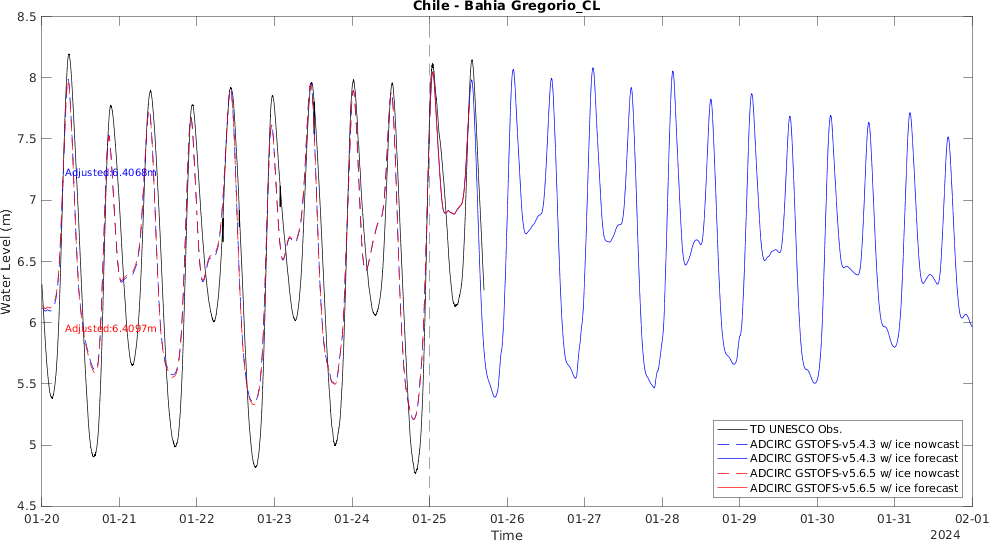 Chile - Bahia Gregorio_CL
8.5
8
7.5
7
6.5
6
5.5
5
4.5
Water Level (m)
Adjusted:6.4068m
Adjusted:6.4097m
TD UNESCO Obs.
ADCIRC GSTOFS-v5.4.3 w/ ice nowcast
ADCIRC GSTOFS-v5.4.3 w/ ice forecast
ADCIRC GSTOFS-v5.6.5 w/ ice nowcast
ADCIRC GSTOFS-v5.6.5 w/ ice forecast
01-20 01-21 01-22 01-23 01-24 01-25 01-26 01-27 01-28 01-29 01-30 01-31 02-01
Time
2024